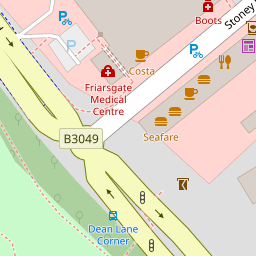 Boots
Stoney
Costa
Friarsgate
Medical
Centre
B3049
Seafare
Dean Lane
Corner